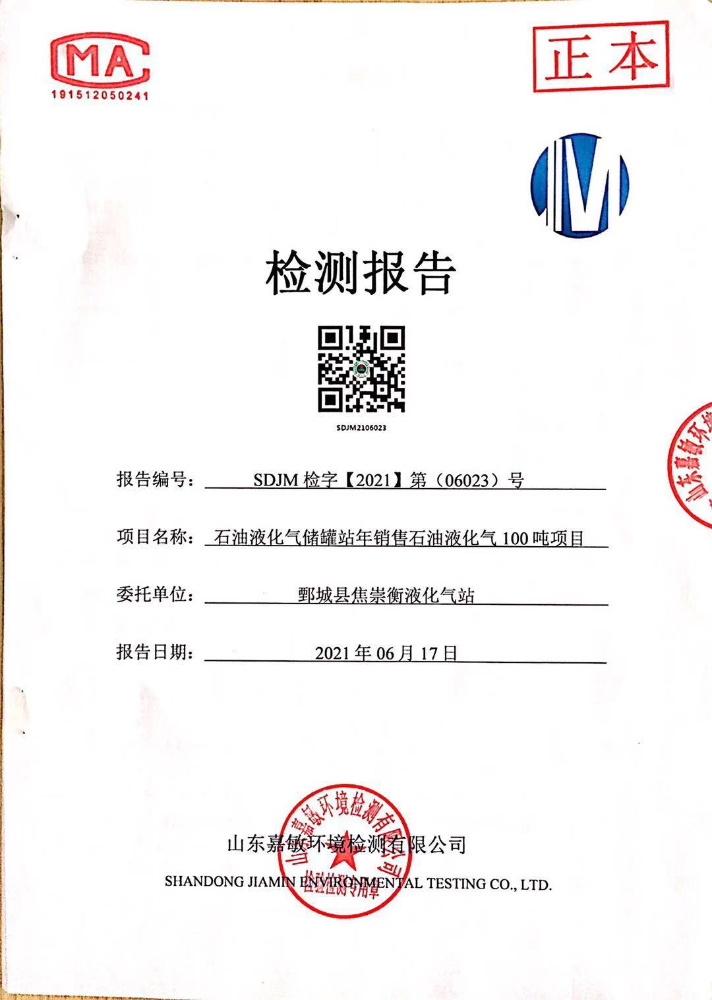 MA
正本
191512050241
检测报告
SDJM2106023
报告编号: SDJM 检字【2021】第（06023）号
项目名称: 石油液化气储罐站年销售石油液化气 100 吨项目
委托单位: 鄄城县焦崇衡液化气站
报告日期: 2021 年 06 月 17 日
山东嘉敏环
山东嘉敏环境检测有限公司
山东嘉敏环境检测有限公司
SHANDONG JIAMIN ENVIRONMENTAL TESTING CO., LTD.
检验检测专用章